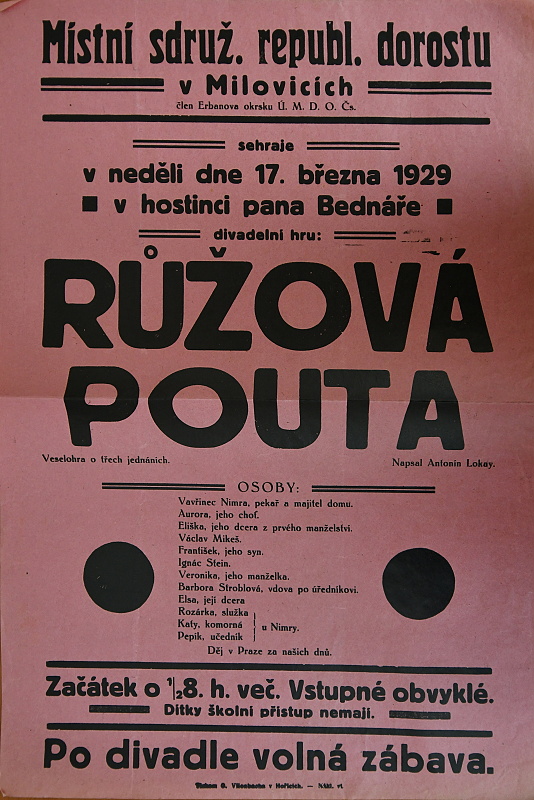 Místní sdruž. republ. dorostu
v Milovicích
člen Erbanova okrsku Ú. M. D. O. Čs.
sehraje
v neděli dne 17. března 1929
v hostinci pana Bednáře
divadelní hru:
RŮŽOVÁ
POUTA
Veselohra o třech jednáních.
Napsal Antonín Lokay.
OSOBY:
Vavřinec Nimra, pekař a majitel domu.
Aurora, jeho choť.
Eliška, jeho dcera z prvého manželství.
Václav Mikeš.
František, jeho syn.
Ignác Stein.
Veronika, jeho manželka.
Barbora Stroblová, vdova po úředníkovi.
Elsa, její dcera
Rozárka, služka
Katy, komorná
Pepík, učedník
u Nimry.
Děj v Praze za našich dnů.
Začátek o 1/2 8. h. več. Vstupné obvyklé.
Dítky školní přístup nemají.
Po divadle volná zábava.
Tiskem v Hořicích. — Nákl. vl.